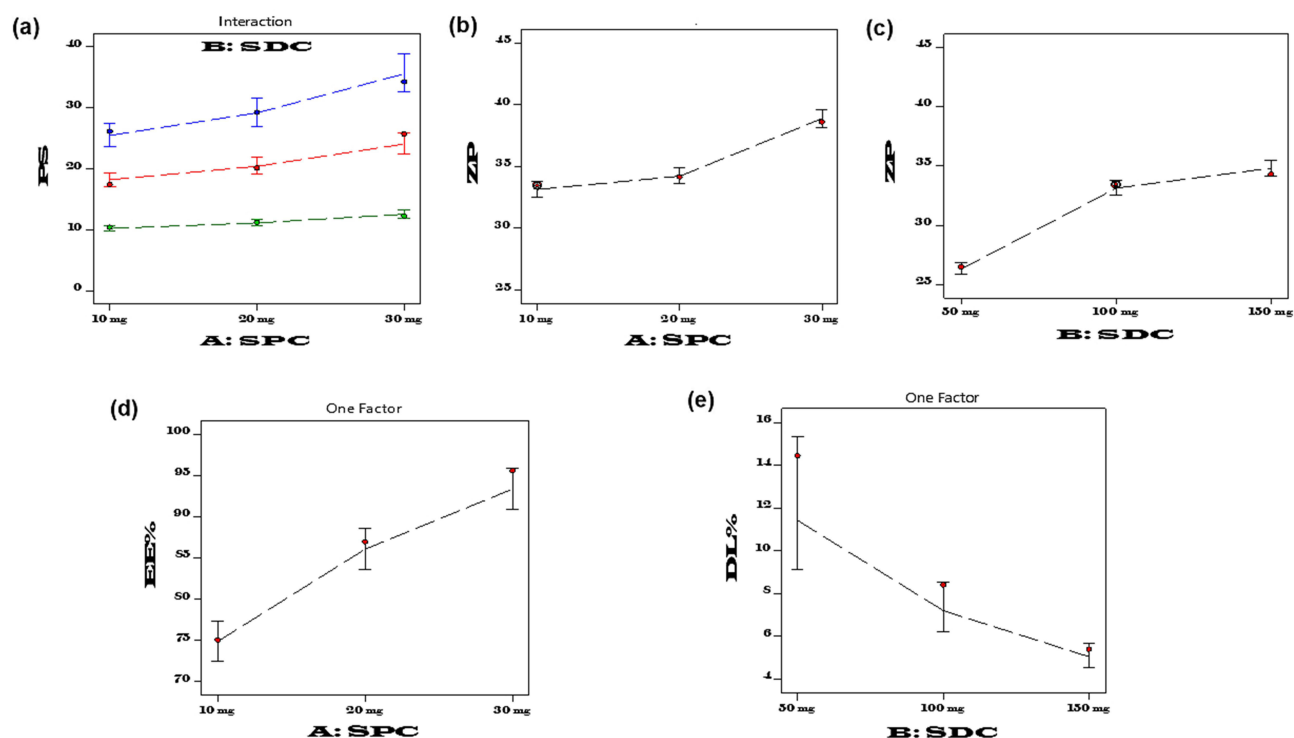 (a)
Interaction
B: SDC
PS
40
30
20
10
0
10 mg 20 mg 30 mg
A: SPC
(b)
ZP
45
40
35
30
25
10 mg 20 mg 30 mg
A: SPC
(c)
ZP
45
40
35
30
25
50 mg 100 mg 150 mg
B: SDC
(d)
One Factor
EE%
100
95
90
85
80
75
70
10 mg 20 mg 30 mg
A: SPC
(e)
One Factor
DL%
16
14
12
10
8
6
4
50 mg 100 mg 150 mg
B: SDC